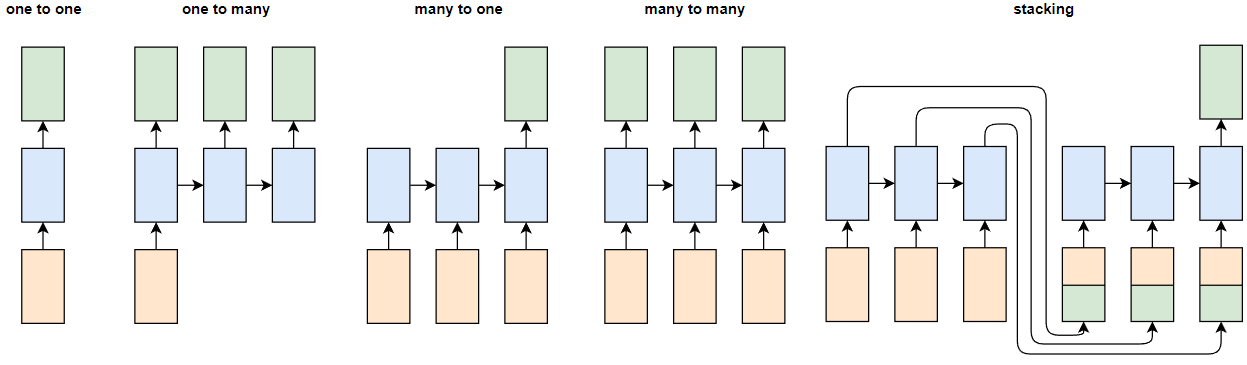 one to one
one to many
many to one
many to many
stacking